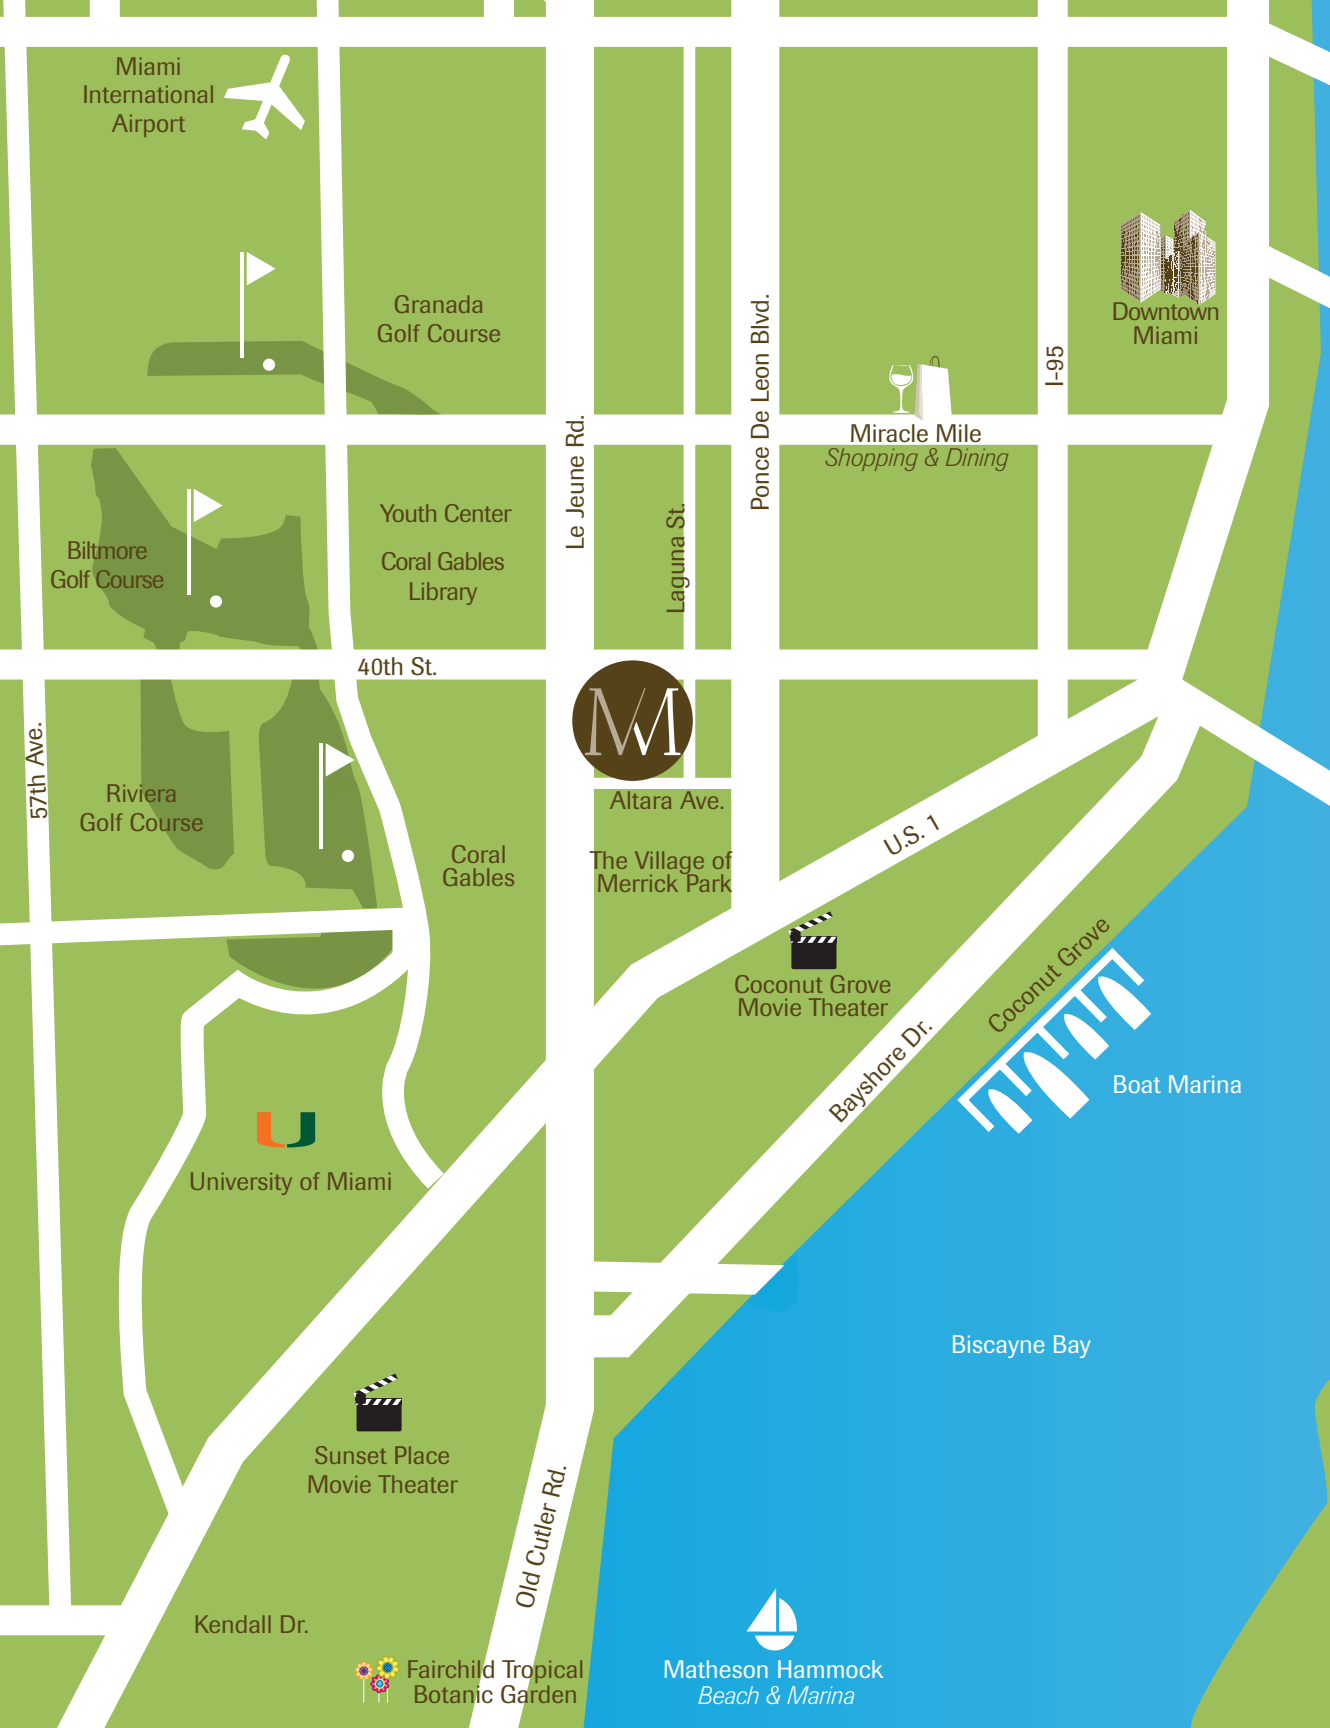 Miami
International
Airport
Downtown
Miami
Granada
Golf Course
I-95
Ponce De Leon Blvd.
Le Jeune Rd.
Miracle Mile
Shopping & Dining
Youth Center
Coral Gables
Library
Laguna St.
Biltmore
Golf Course
40th St.
M
57th Ave.
Riviera
Golf Course
Altara Ave.
U.S. 1
Coral
Gables
The Village of
Merrick Park
Coconut Grove
Movie Theater
Coconut Grove
Bayshore Dr.
Boat Marina
U
University of Miami
Biscayne Bay
Sunset Place
Movie Theater
Old Cutler Rd.
Kendall Dr.
Fairchild Tropical
Botanic Garden
Matheson Hammock
Beach & Marina